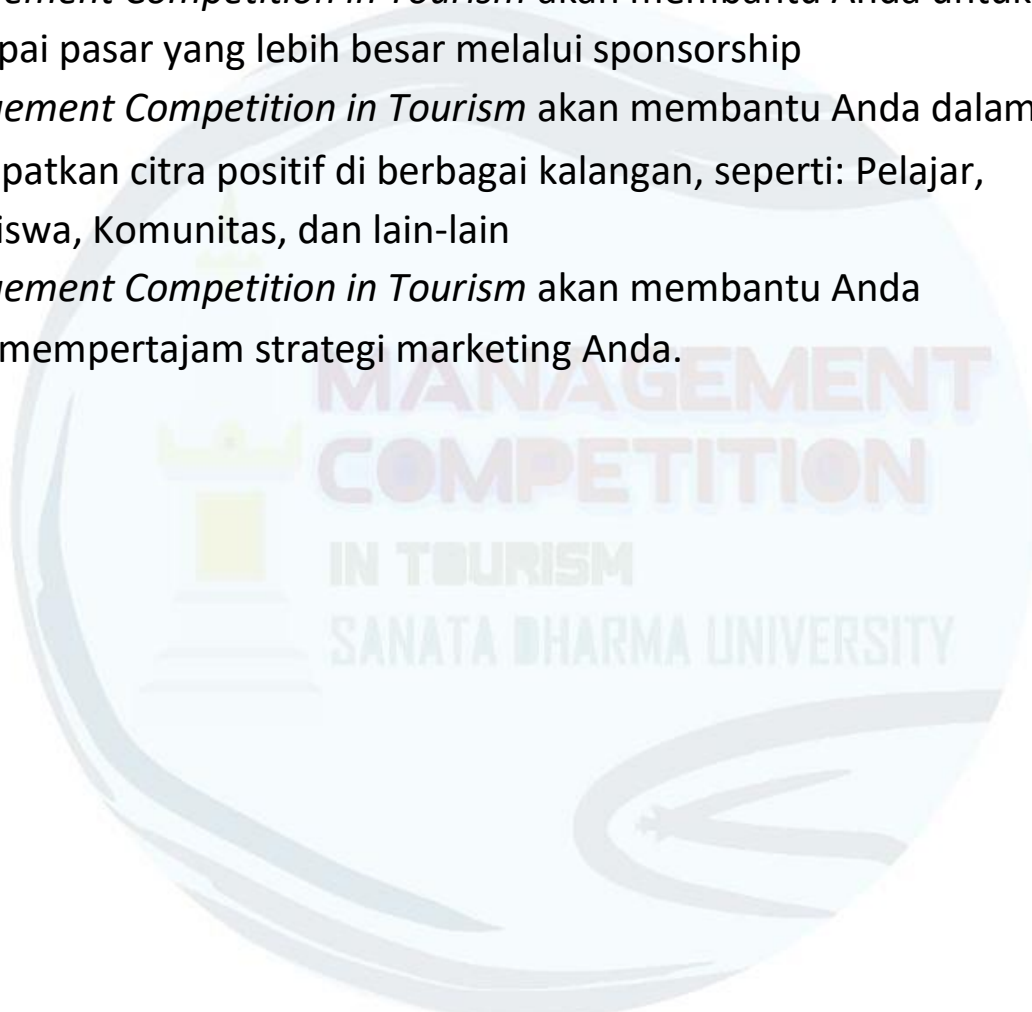 ement Competition in Tourism akan membantu Anda untuk
pai pasar yang lebih besar melalui sponsorship
gement Competition in Tourism akan membantu Anda dalam
patkan citra positif di berbagai kalangan, seperti: Pelajar,
iswa, Komunitas, dan lain-lain
ement Competition in Tourism akan membantu Anda
mempertajam strategi marketing Anda.
MANAGEMENT
COMPETITION
IN TOURISM
SANATA DHARMA UNIVERSITY